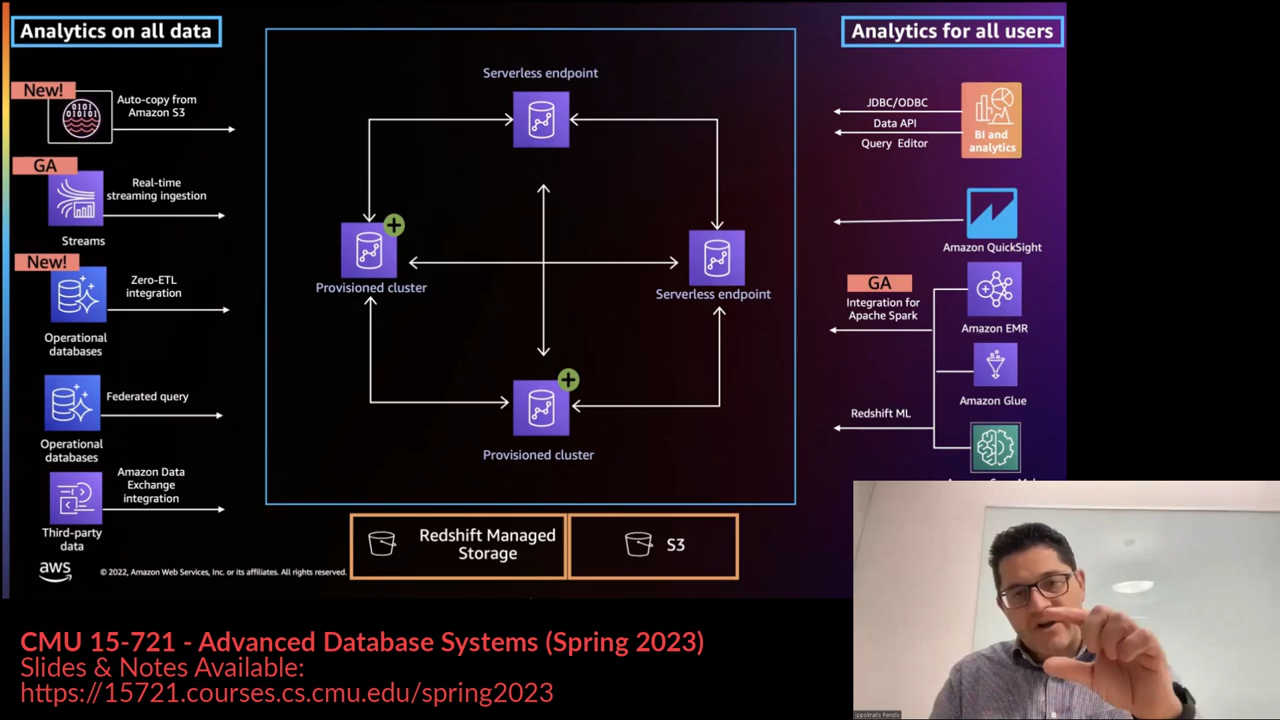 Analytics on all data
New!
Auto-copy from
Amazon S3
GA
Real-time
streaming ingestion
Streams
New!
Zero-ETL
integration
Operational
databases
Federated query
Operational
databases
Amazon Data
Exchange
integration
Third-party
data
aws
© 2022, Amazon Web Services, Inc. or its affiliates. All rights reserved.
Serverless endpoint
Provisioned cluster
Serverless endpoint
Provisioned cluster
Redshift Managed
Storage
S3
Analytics for all users
JDBC/ODBC
Data API
Query Editor
BI and
analytics
Amazon QuickSight
GA
Integration for
Apache Spark
Amazon EMR
Amazon Glue
Redshift ML
CMU 15-721 - Advanced Database Systems (Spring 2023)
Slides & Notes Available:
https://15721.courses.cs.cmu.edu/spring2023
Ippokratis Pandis